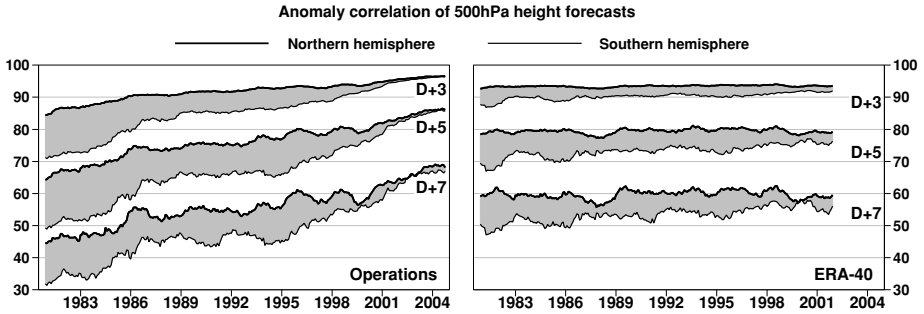 Anomaly correlation of 500hPa height forecasts
Northern hemisphere
Southern hemisphere
100
90
80
70
60
50
40
30
D+3
D+5
D+7
Operations
1983 1986 1989 1992 1995 1998 2001 2004
D+3
D+5
D+7
ERA-40
1983 1986 1989 1992 1995 1998 2001 2004
100
90
80
70
60
50
40
30